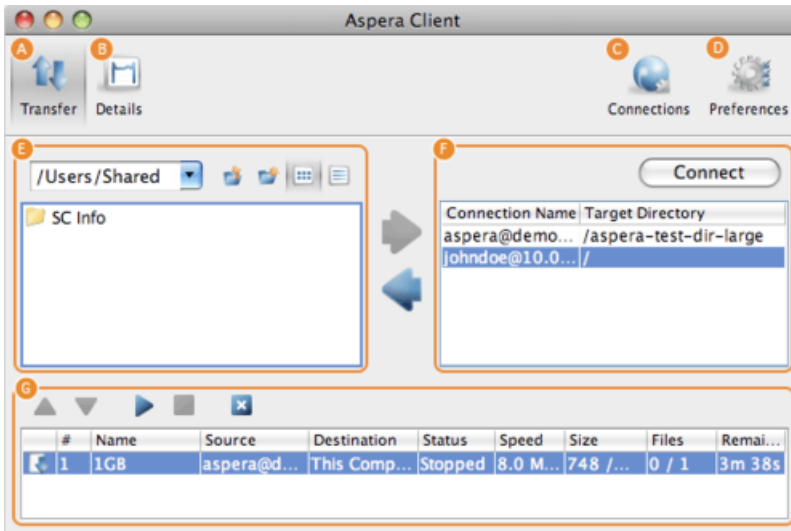 Aspera Client
A
B
C
D
Transfer
Details
Connections
Preferences
E
F
/Users/Shared
Connect
SC Info
Connection Name Target Directory
aspera@demo... /aspera-test-dir-large
johndoe@10.0... /
G
# Name Source Destination Status Speed Size Files Remai...
1 1GB aspera@d... This Comp... Stopped 8.0 M... 748 /... 0 / 1 3m 38s